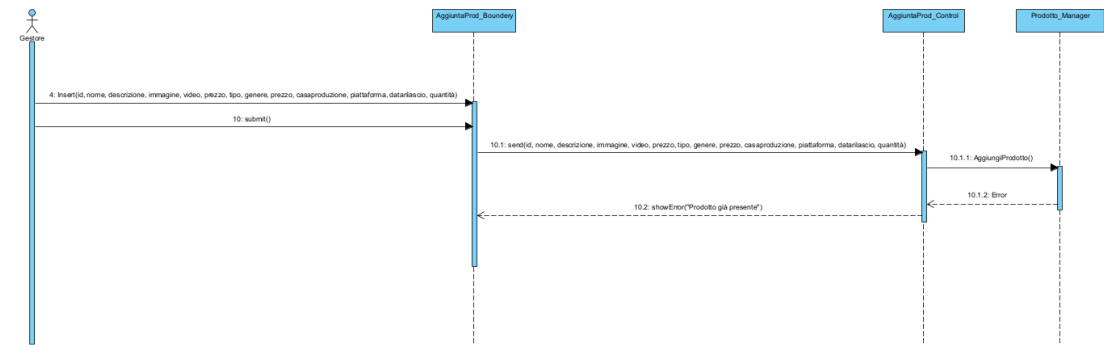 AggiuntaProd_Boundery
AggiuntaProd_Control
Prodotto_Manager
Gestore
4: Insert(id, nome, descrizione, immagine, video, prezzo, tipo, genere, prezzo, casaproduzione, piattaforma, datarilascio, quantità)
10: submit()
10.1: send(id, nome, descrizione, immagine, video, prezzo, tipo, genere, prezzo, casaproduzione, piattaforma, datarilascio, quantità)
10.1.1: AggiungiProdotto()
10.1.2: Error
10.2: showError("Prodotto già presente")